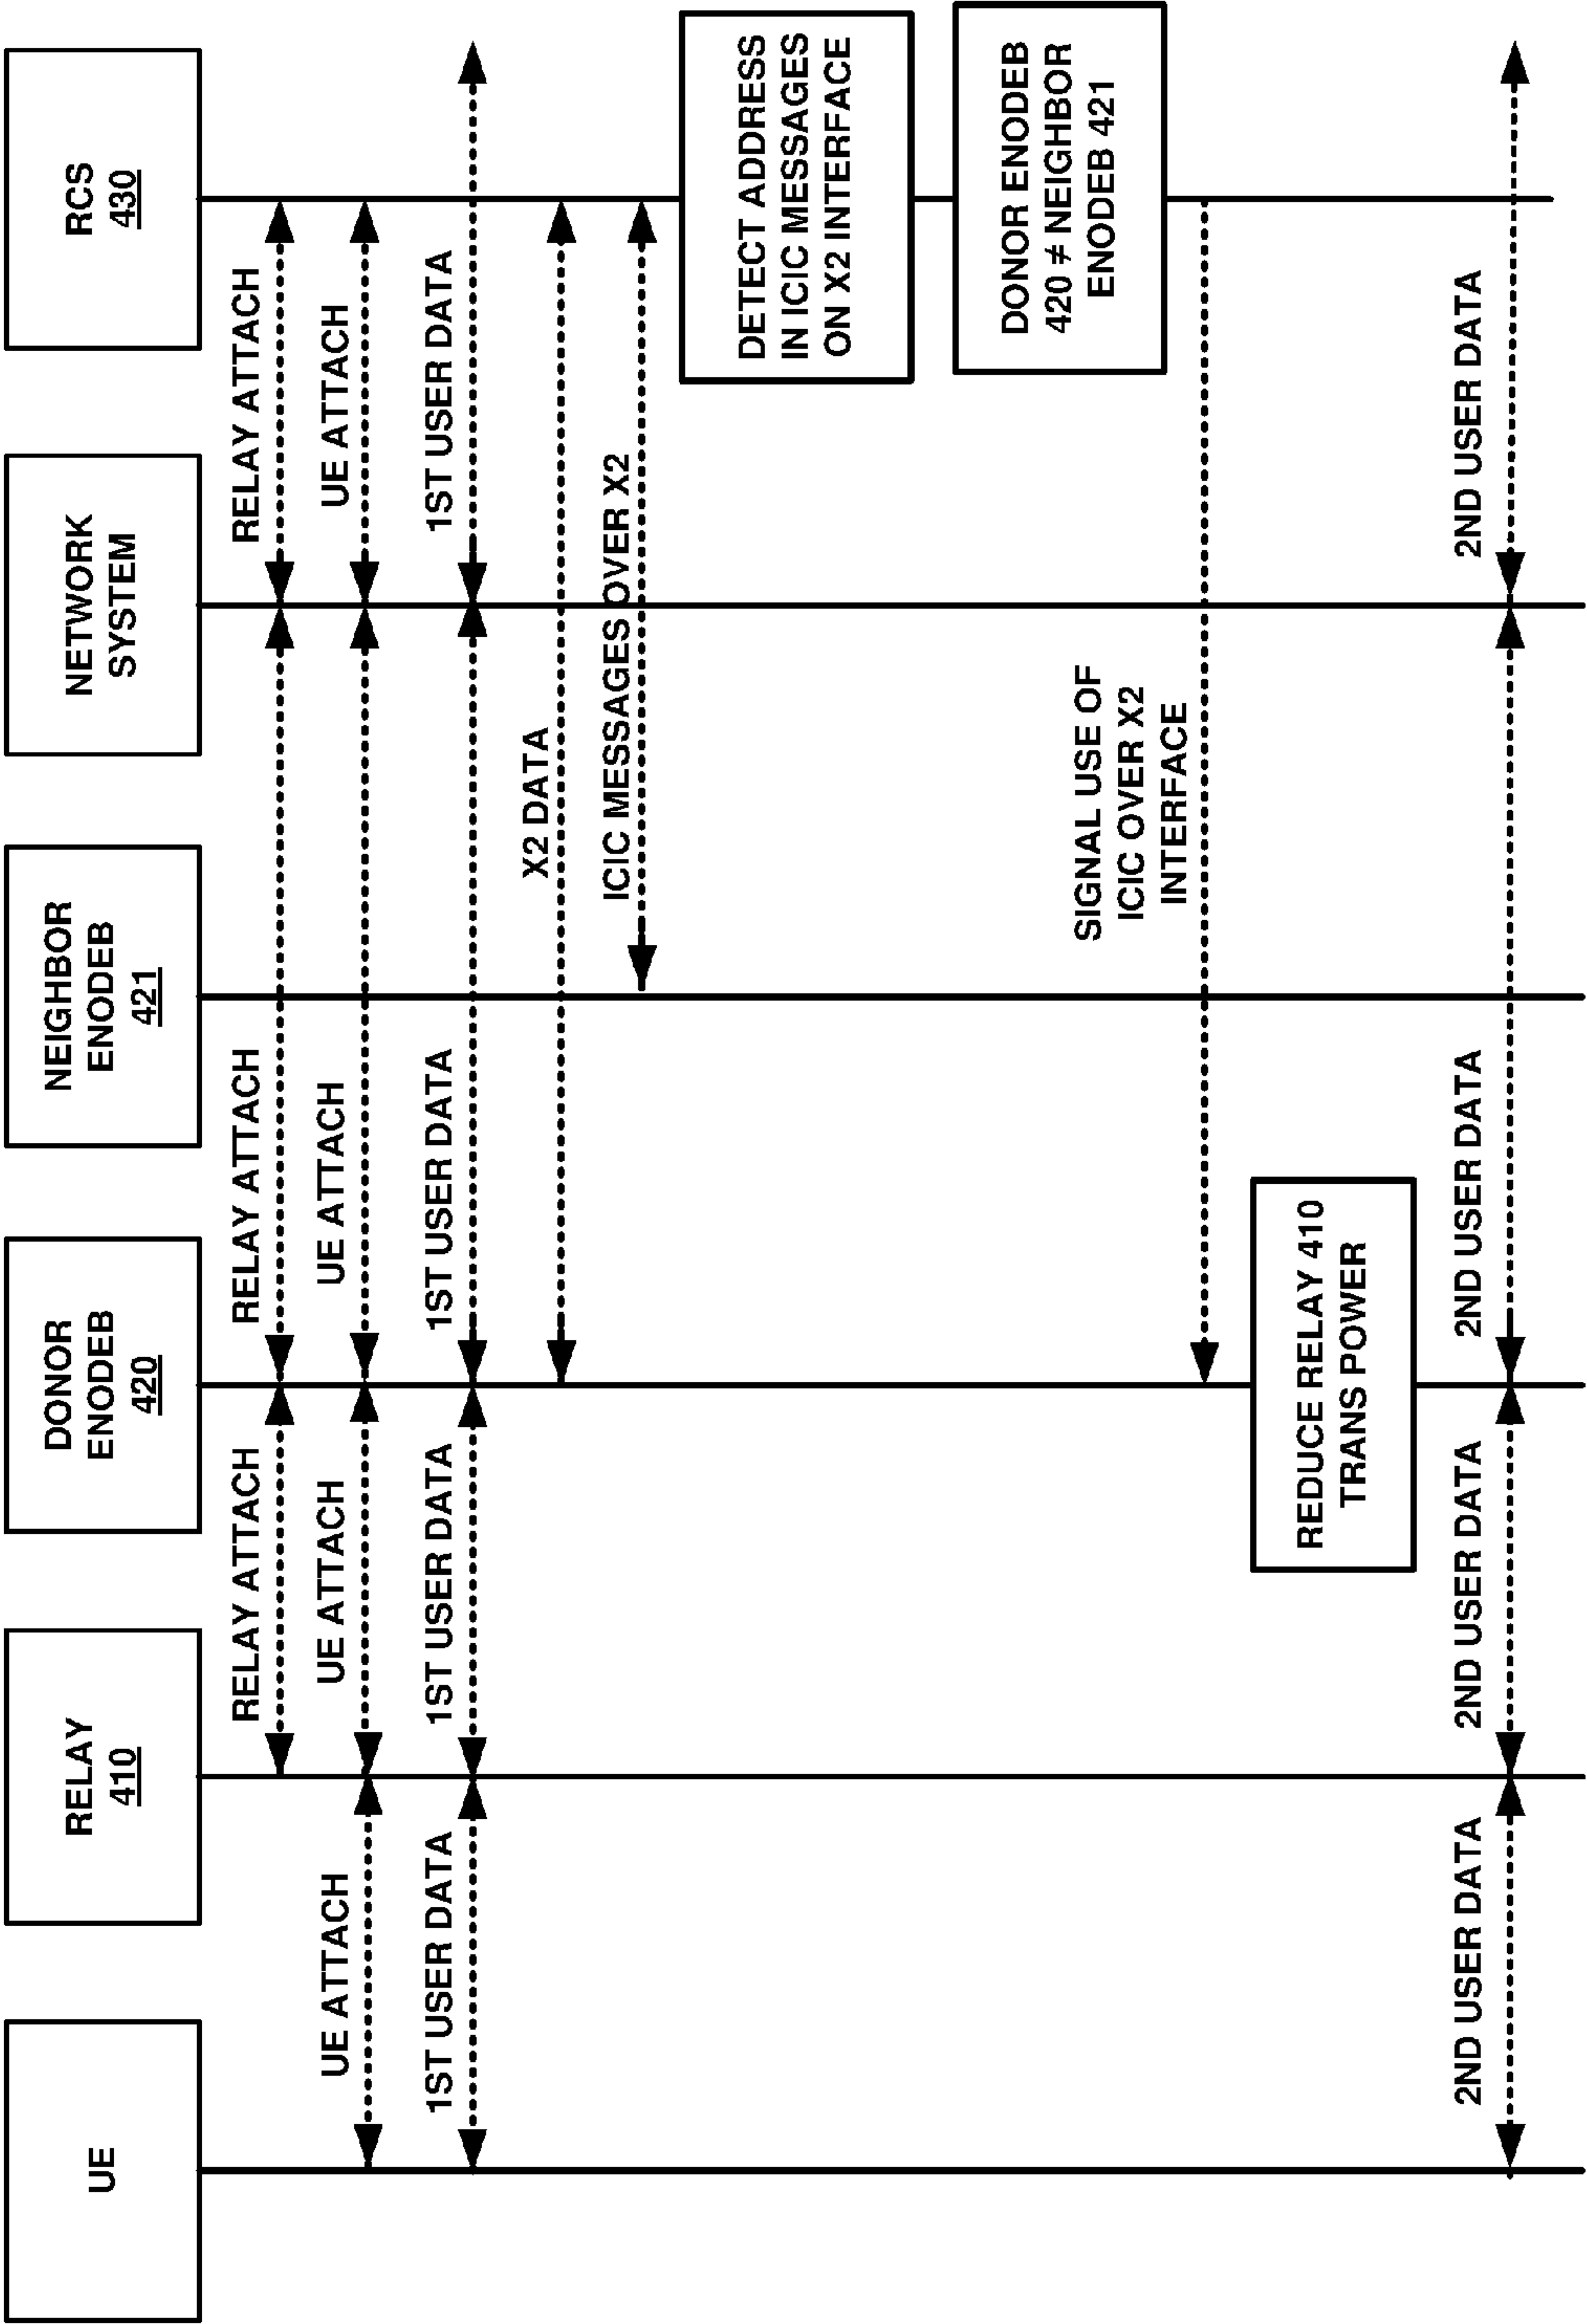 UE
RELAY
410
DONOR
ENODEB
420
NEIGHBOR
ENODEB
421
NETWORK
SYSTEM
RCS
430
RELAY ATTACH
RELAY ATTACH
RELAY ATTACH
UE ATTACH
UE ATTACH
UE ATTACH
UE ATTACH
1ST USER DATA
1ST USER DATA
1ST USER DATA
1ST USER DATA
X2 DATA
ICIC MESSAGES OVER X2
DETECT ADDRESS
IN ICIC MESSAGES
ON X2 INTERFACE
DONOR ENODEB
420 ≠ NEIGHBOR
ENODEB 421
SIGNAL USE OF
ICIC OVER X2
INTERFACE
REDUCE RELAY 410
TRANS POWER
2ND USER DATA
2ND USER DATA
2ND USER DATA
2ND USER DATA